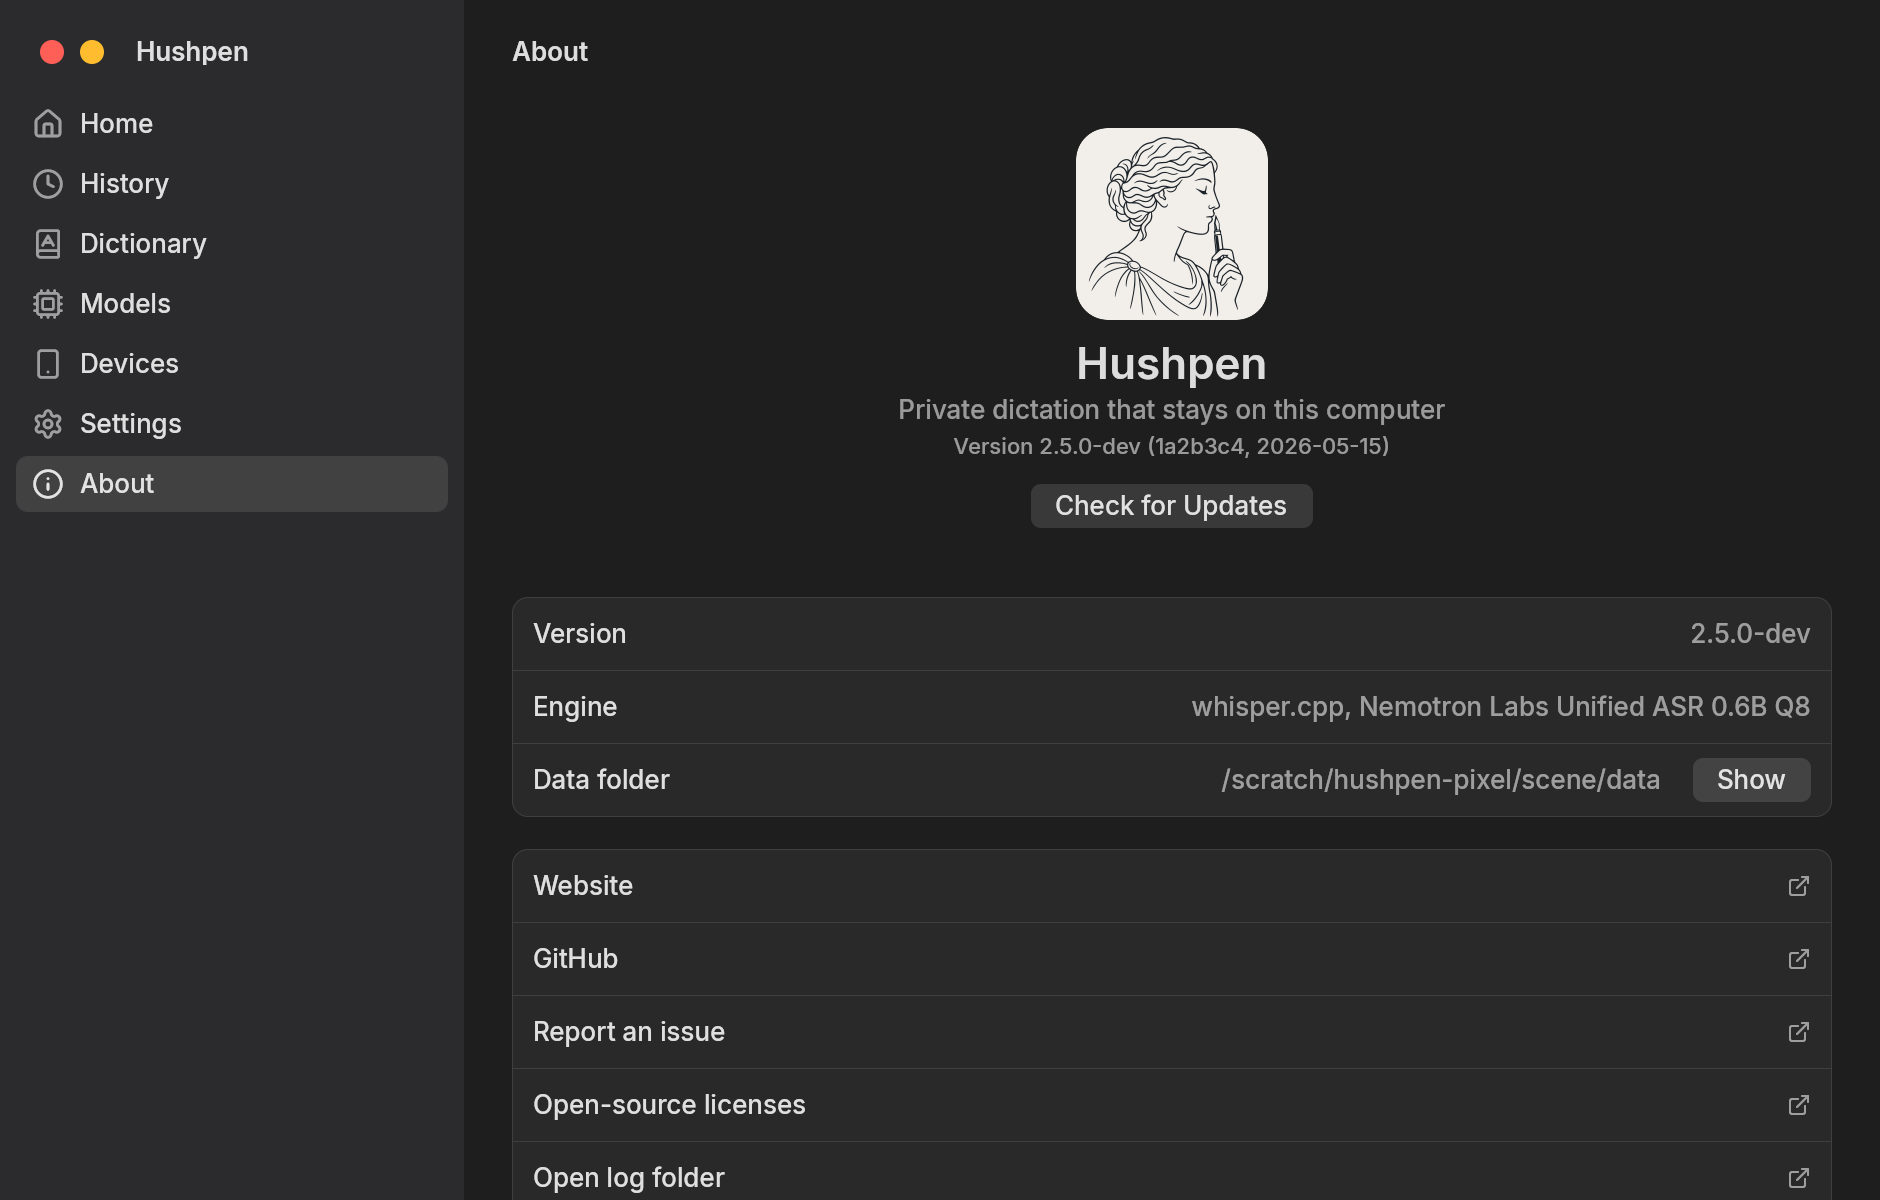 Hushpen
Home
History
Dictionary
Models
Devices
Settings
About
About
Hushpen
Private dictation that stays on this computer
Version 2.5.0-dev (1a2b3c4, 2026-05-15)
Check for Updates
Version 2.5.0-dev
Engine whisper.cpp, Nemotron Labs Unified ASR 0.6B Q8
Data folder /scratch/hushpen-pixel/scene/data Show
Website
GitHub
Report an issue
Open-source licenses
Open log folder